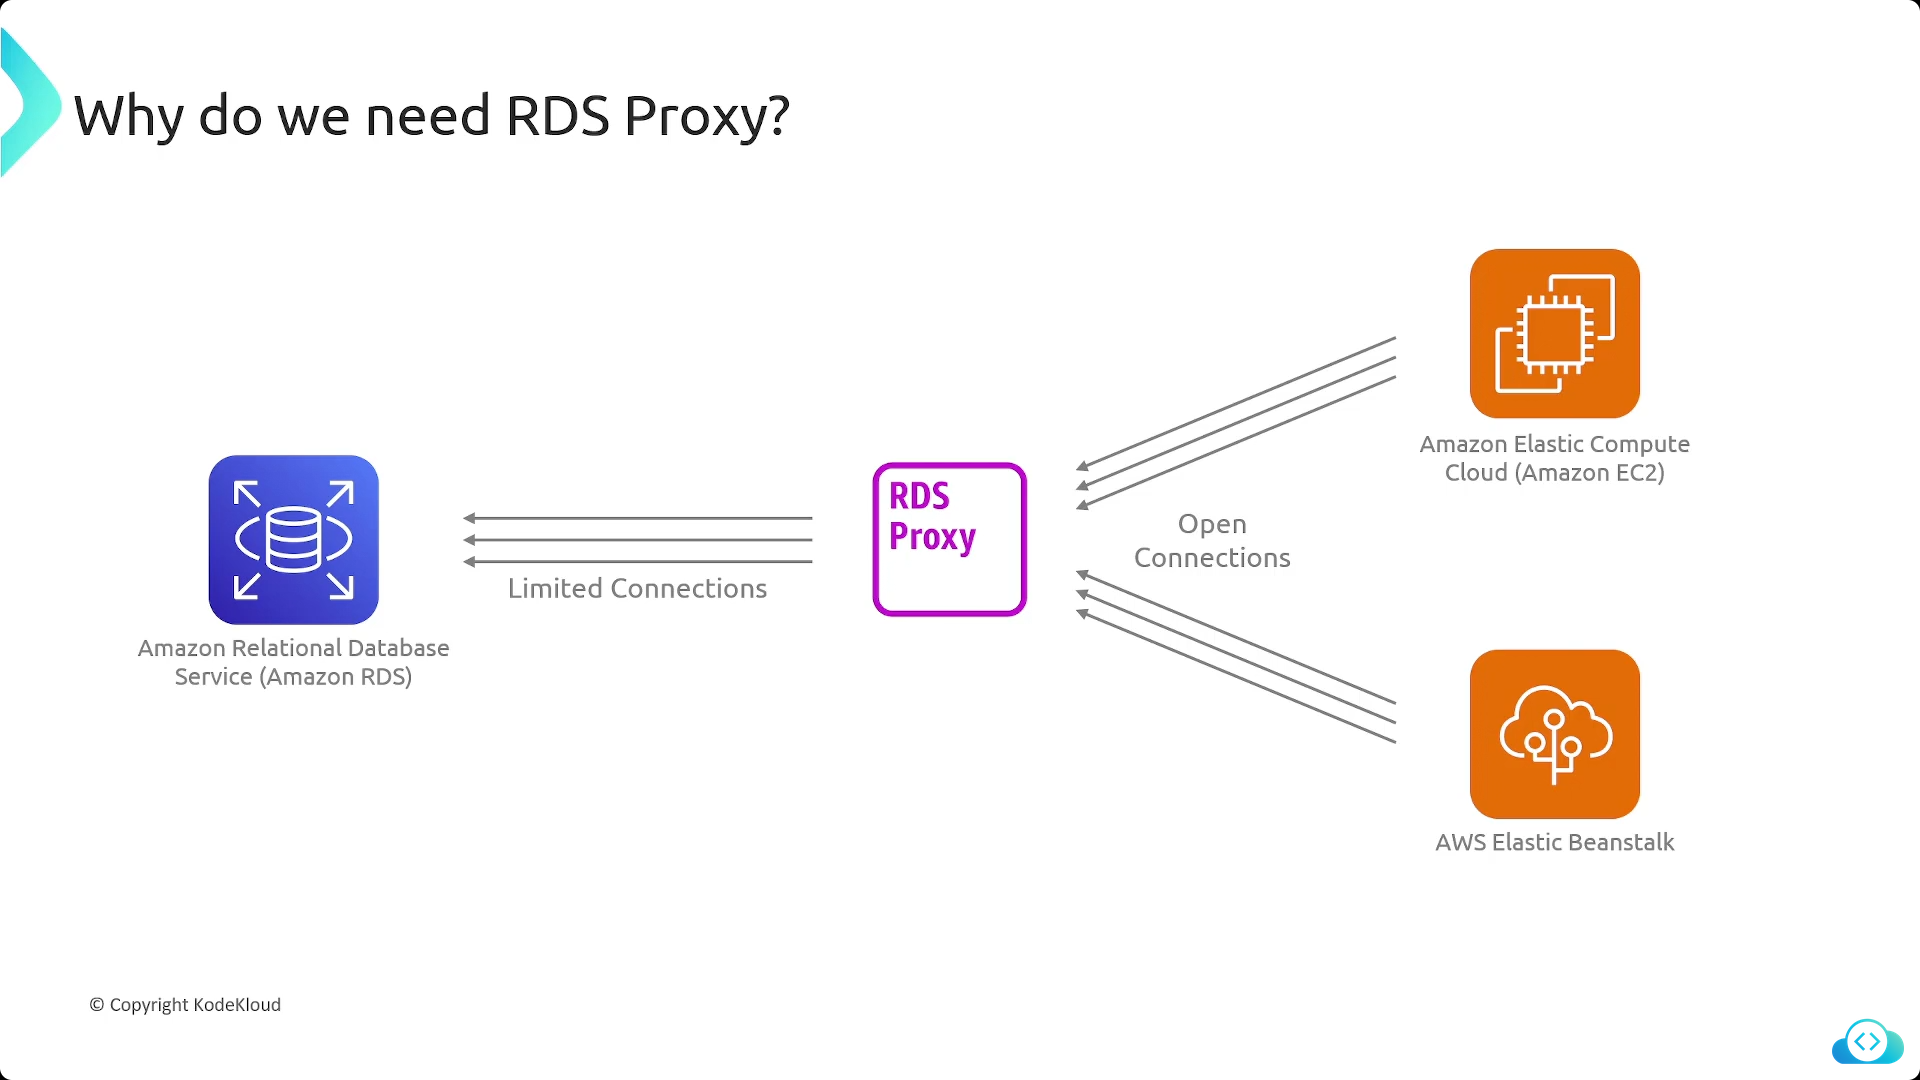 Why do we need RDS Proxy?
Amazon Elastic Compute
Cloud (Amazon EC2)
RDS
Proxy
Open
Connections
Limited Connections
Amazon Relational Database
Service (Amazon RDS)
AWS Elastic Beanstalk
© Copyright KodeKloud